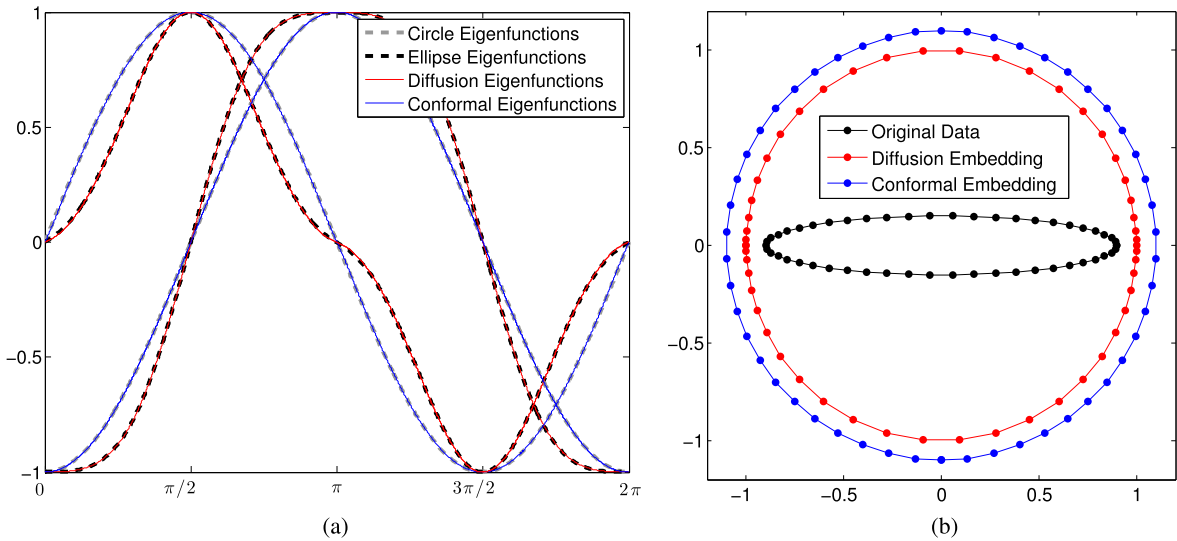 1
0.5
0
−0.5
−1
0
π/2
π
3π/2
2π
Circle Eigenfunctions
Ellipse Eigenfunctions
Diffusion Eigenfunctions
Conformal Eigenfunctions
(a)
1
0.5
0
−0.5
−1
−1
−0.5
0
0.5
1
Original Data
Diffusion Embedding
Conformal Embedding
(b)